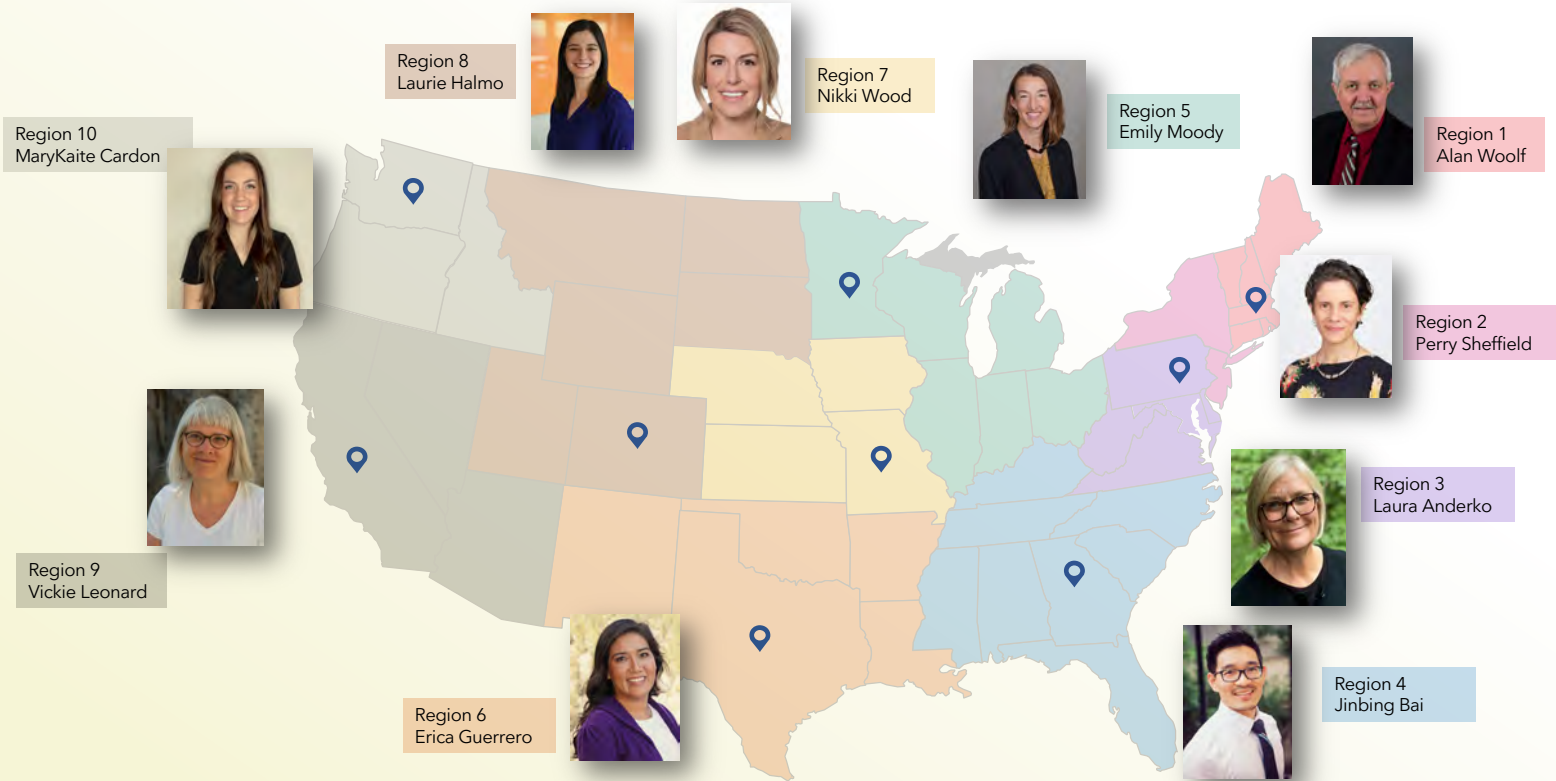 Region 8
Laurie Halmo
Region 7
Nikki Wood
Region 5
Emily Moody
Region 1
Alan Woolf
Region 10
MaryKaite Cardon
Region 2
Perry Sheffield
Region 3
Laura Anderko
Region 9
Vickie Leonard
Region 4
Jinbing Bai
Region 6
Erica Guerrero